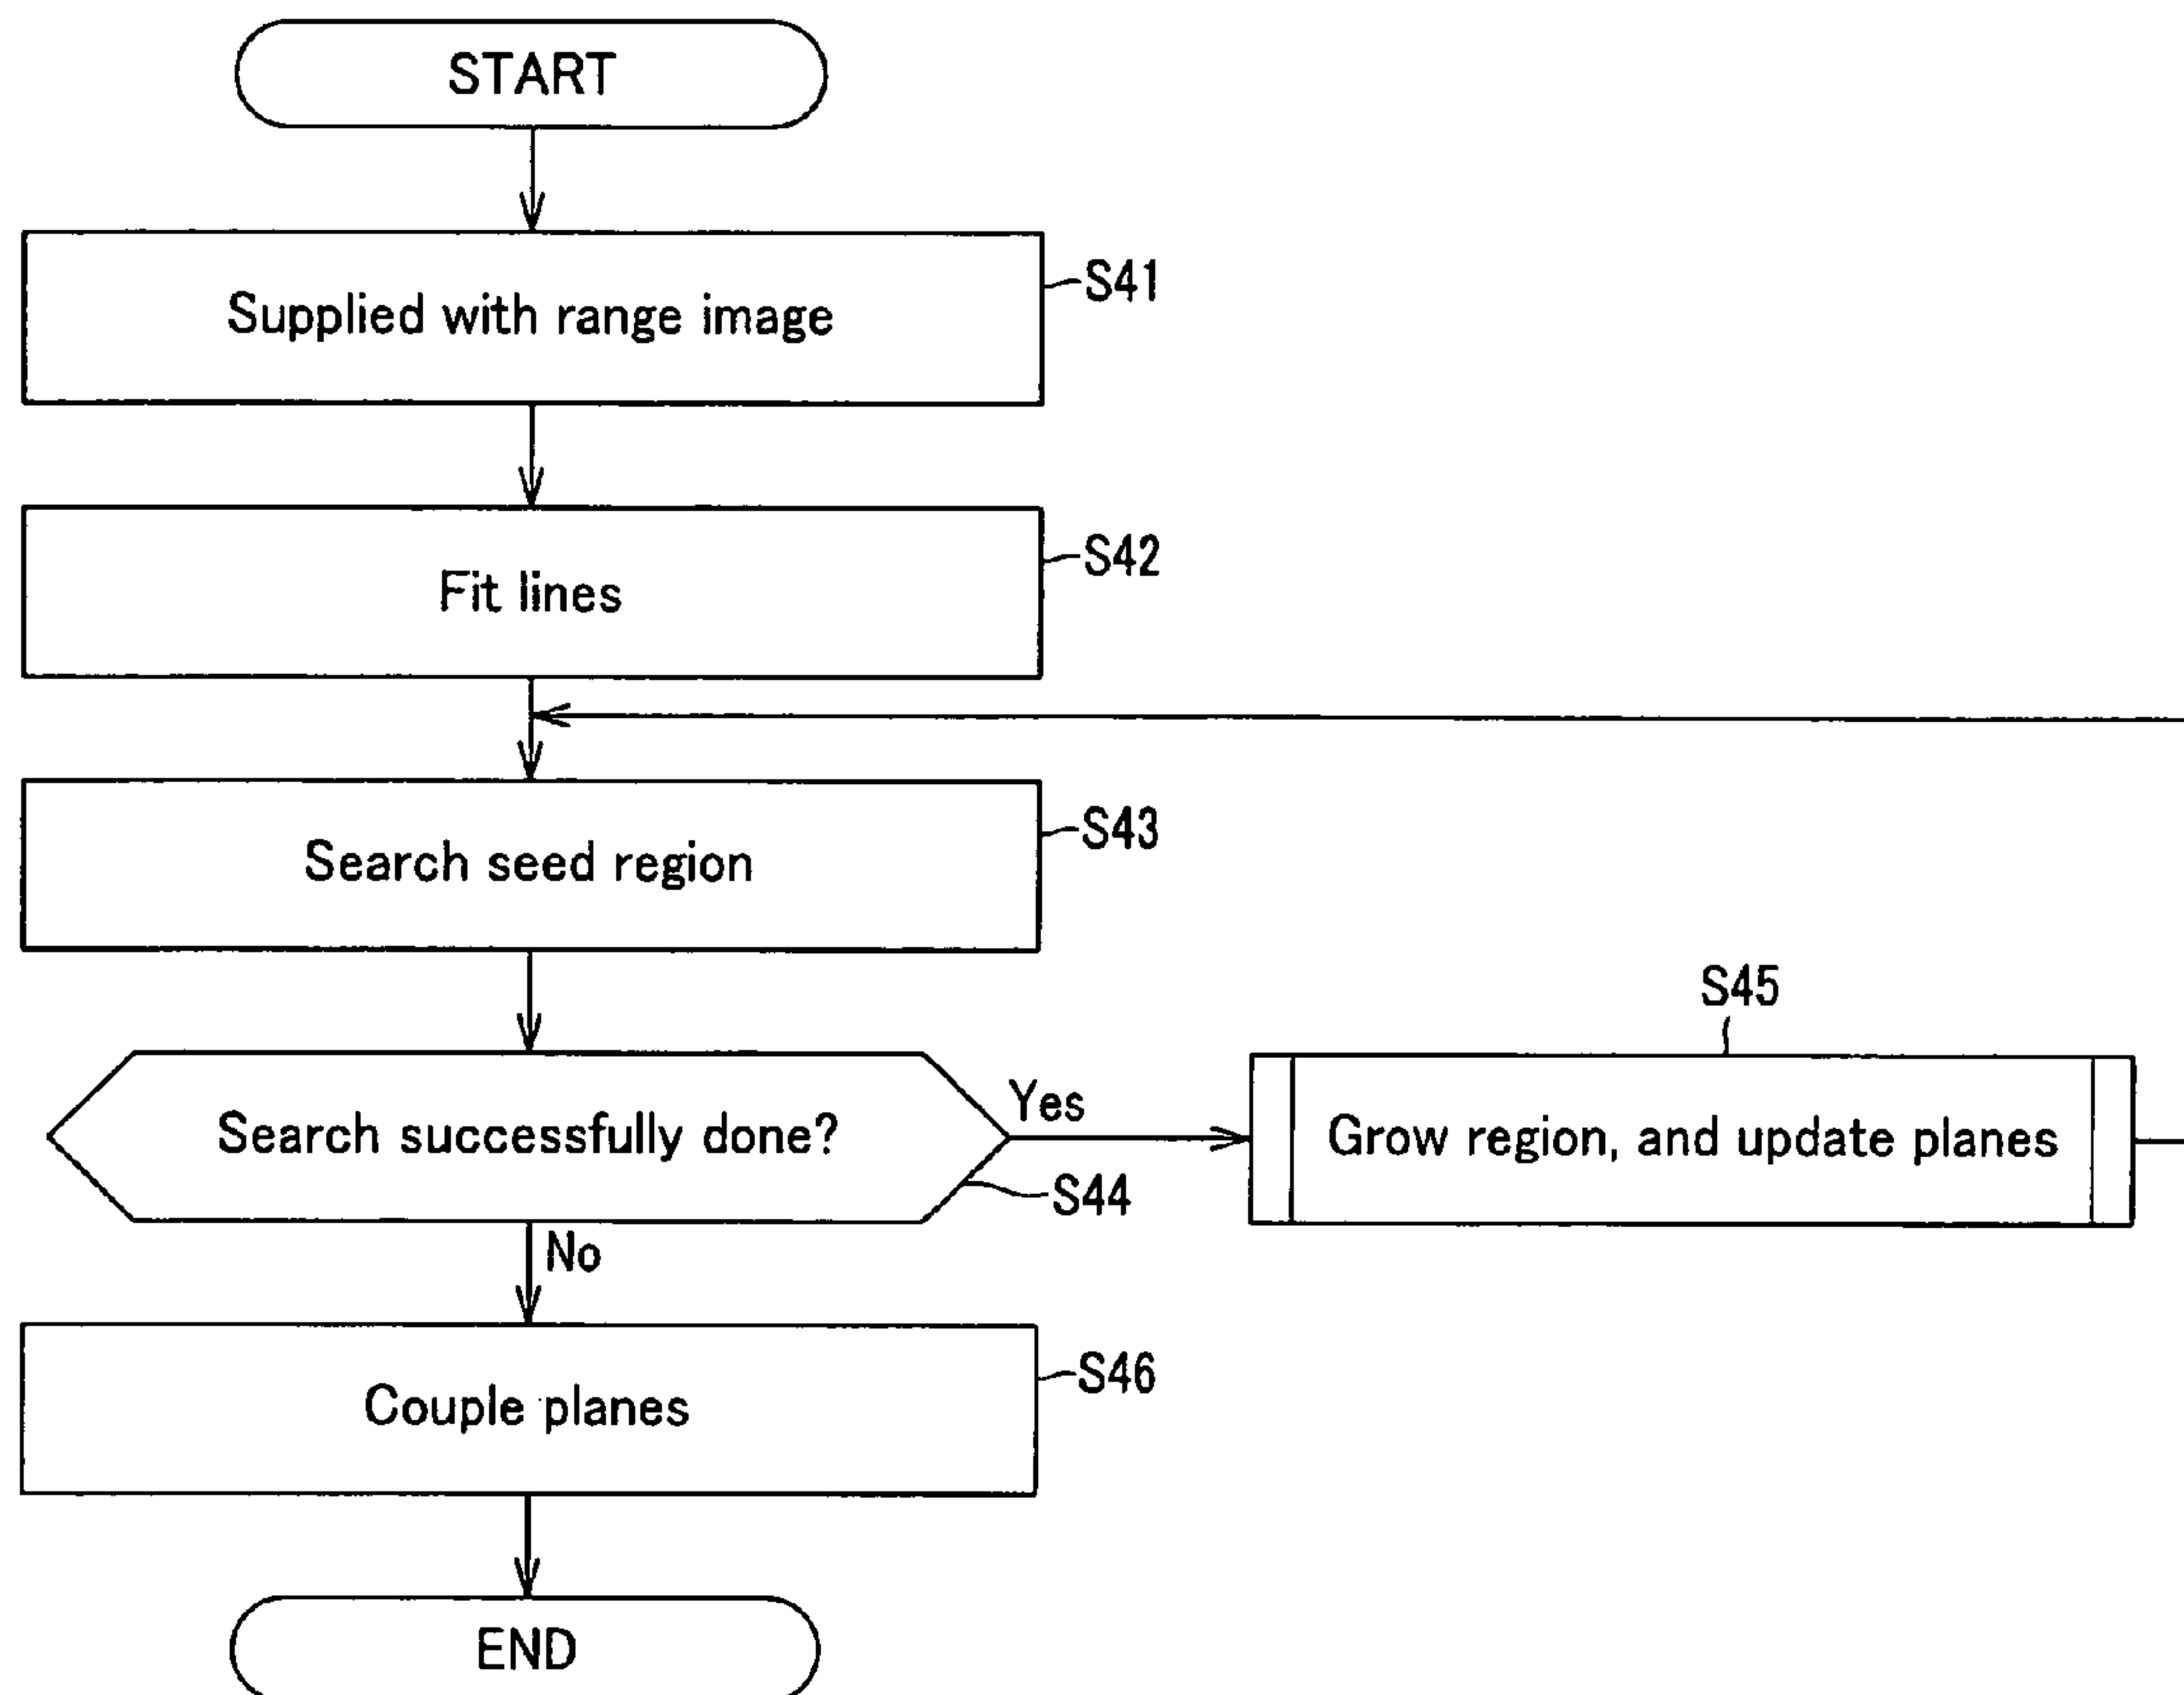 START
Supplied with range image
S41
Fit lines
S42
Search seed region
S43
Search successfully done?
Yes
S44
S45
Grow region, and update planes
No
Couple planes
S46
END